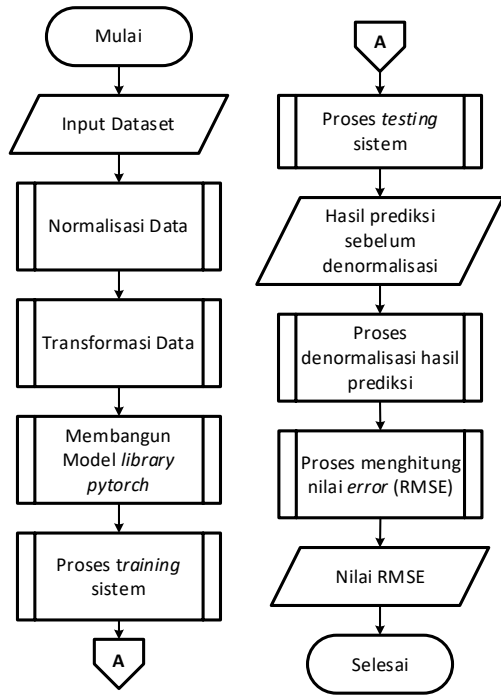 Mulai
Input Dataset
Normalisasi Data
Transformasi Data
Membangun
Model library
pytorch
Proses training
sistem
A
A
Proses testing
sistem
Hasil prediksi
sebelum
denormalisasi
Proses
denormalisasi hasil
prediksi
Proses menghitung
nilai error (RMSE)
Nilai RMSE
Selesai